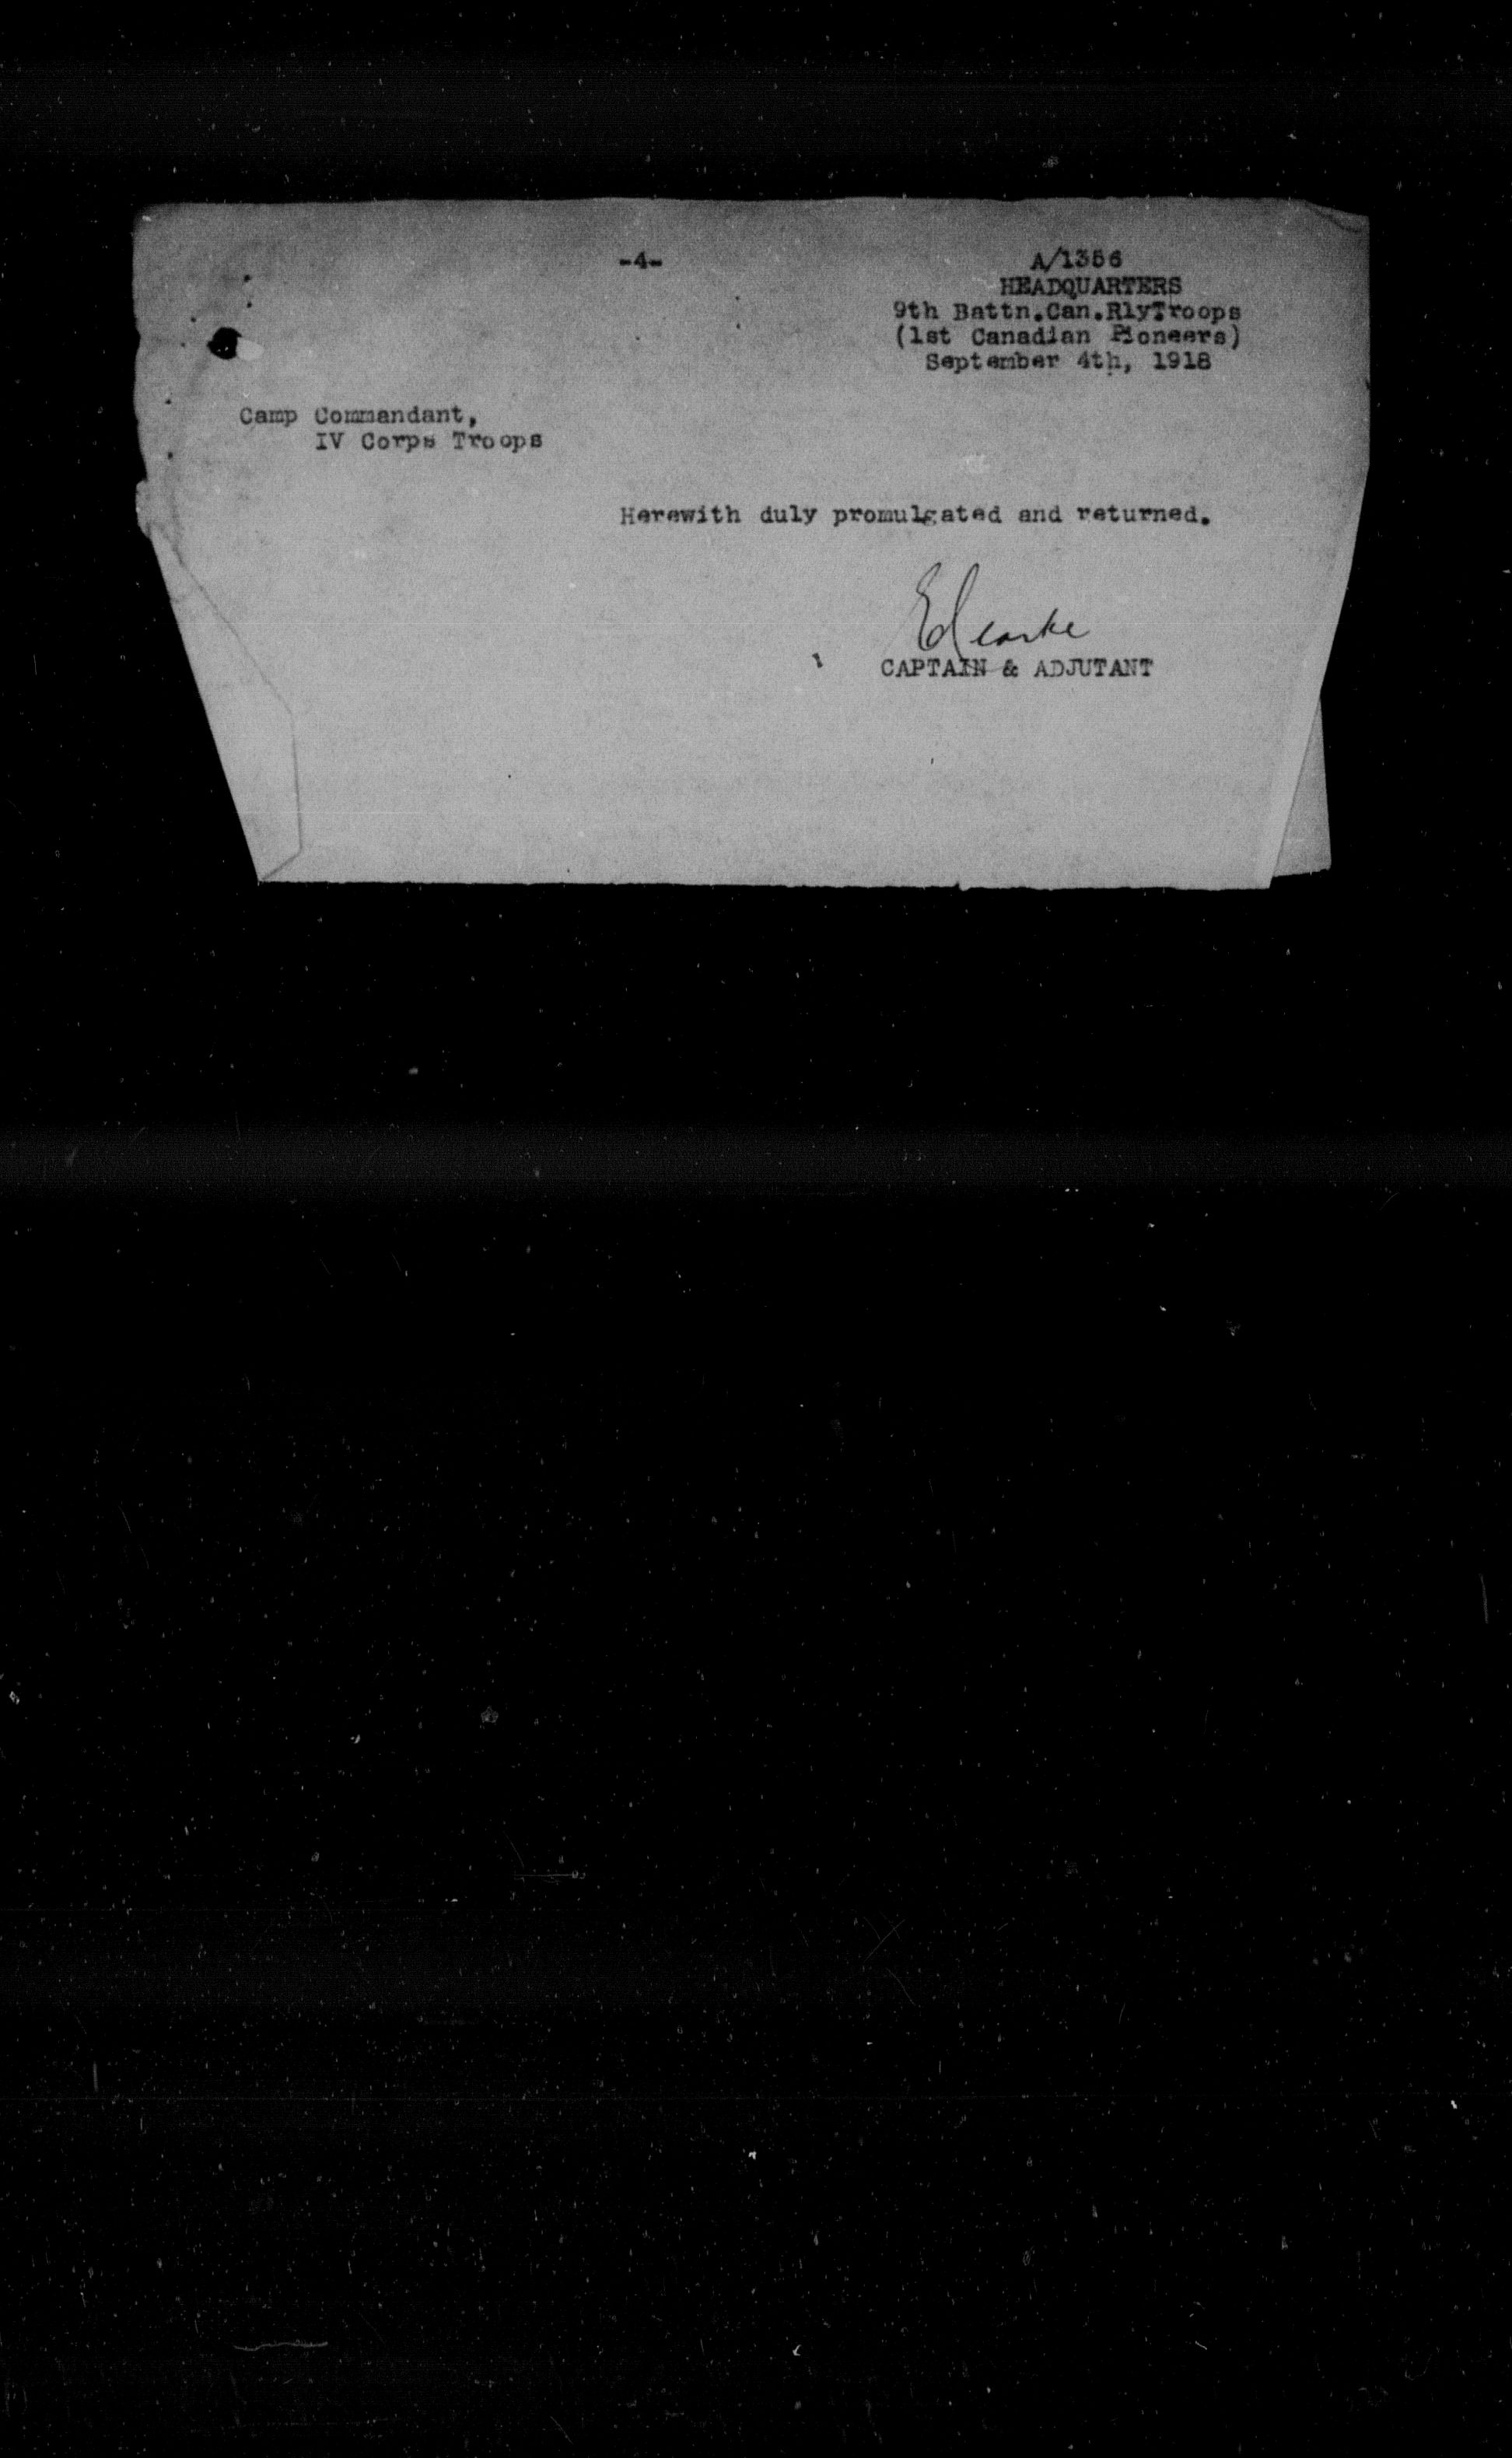 -4-
A/1356
HEADQUARTERS
9th Battn.Can.RlyTroops
(1st Canadian Pioneers)
September 4th, 1918
Camp Commandant,
IV Corps Troops
Herewith duly promulgated and returned.
CAPTAIN & ADJUTANT